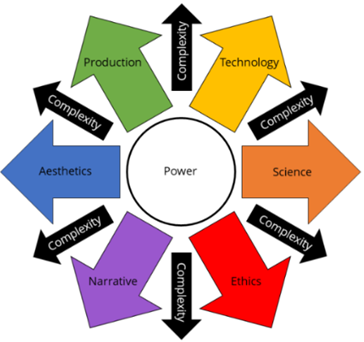 Complexity
Production
Technology
Complexity
Complexity
Aesthetics
Power
Science
Complexity
Complexity
Narrative
Complexity
Ethics